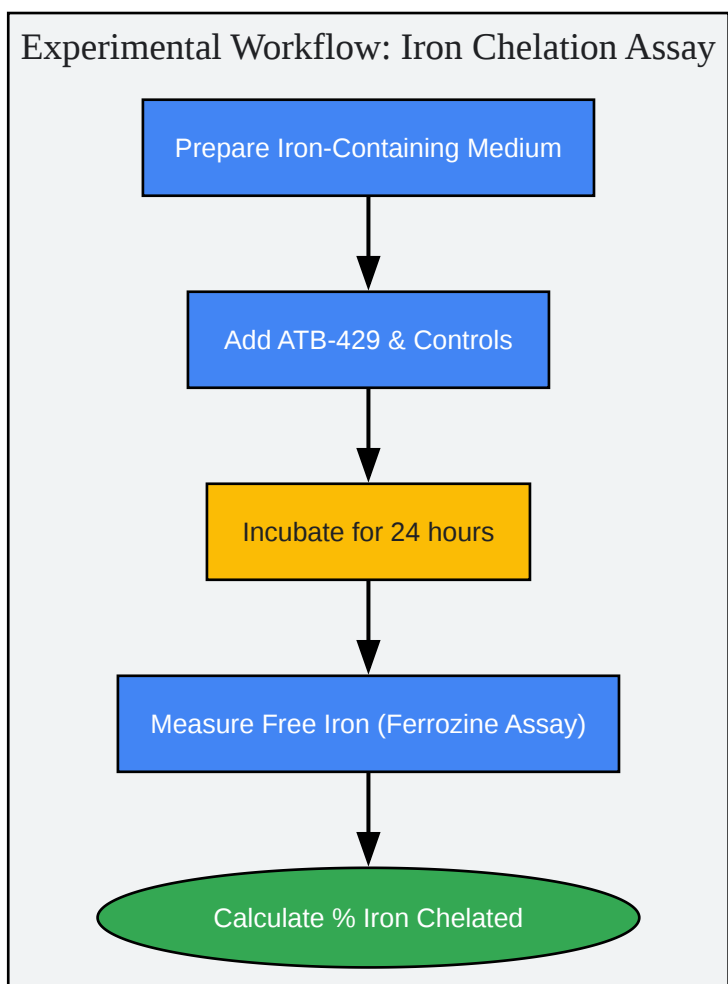 Experimental Workflow: Iron Chelation Assay
Prepare Iron-Containing Medium
Add ATB-429 & Controls
Incubate for 24 hours
Measure Free Iron (Ferrozine Assay)
Calculate % Iron Chelated